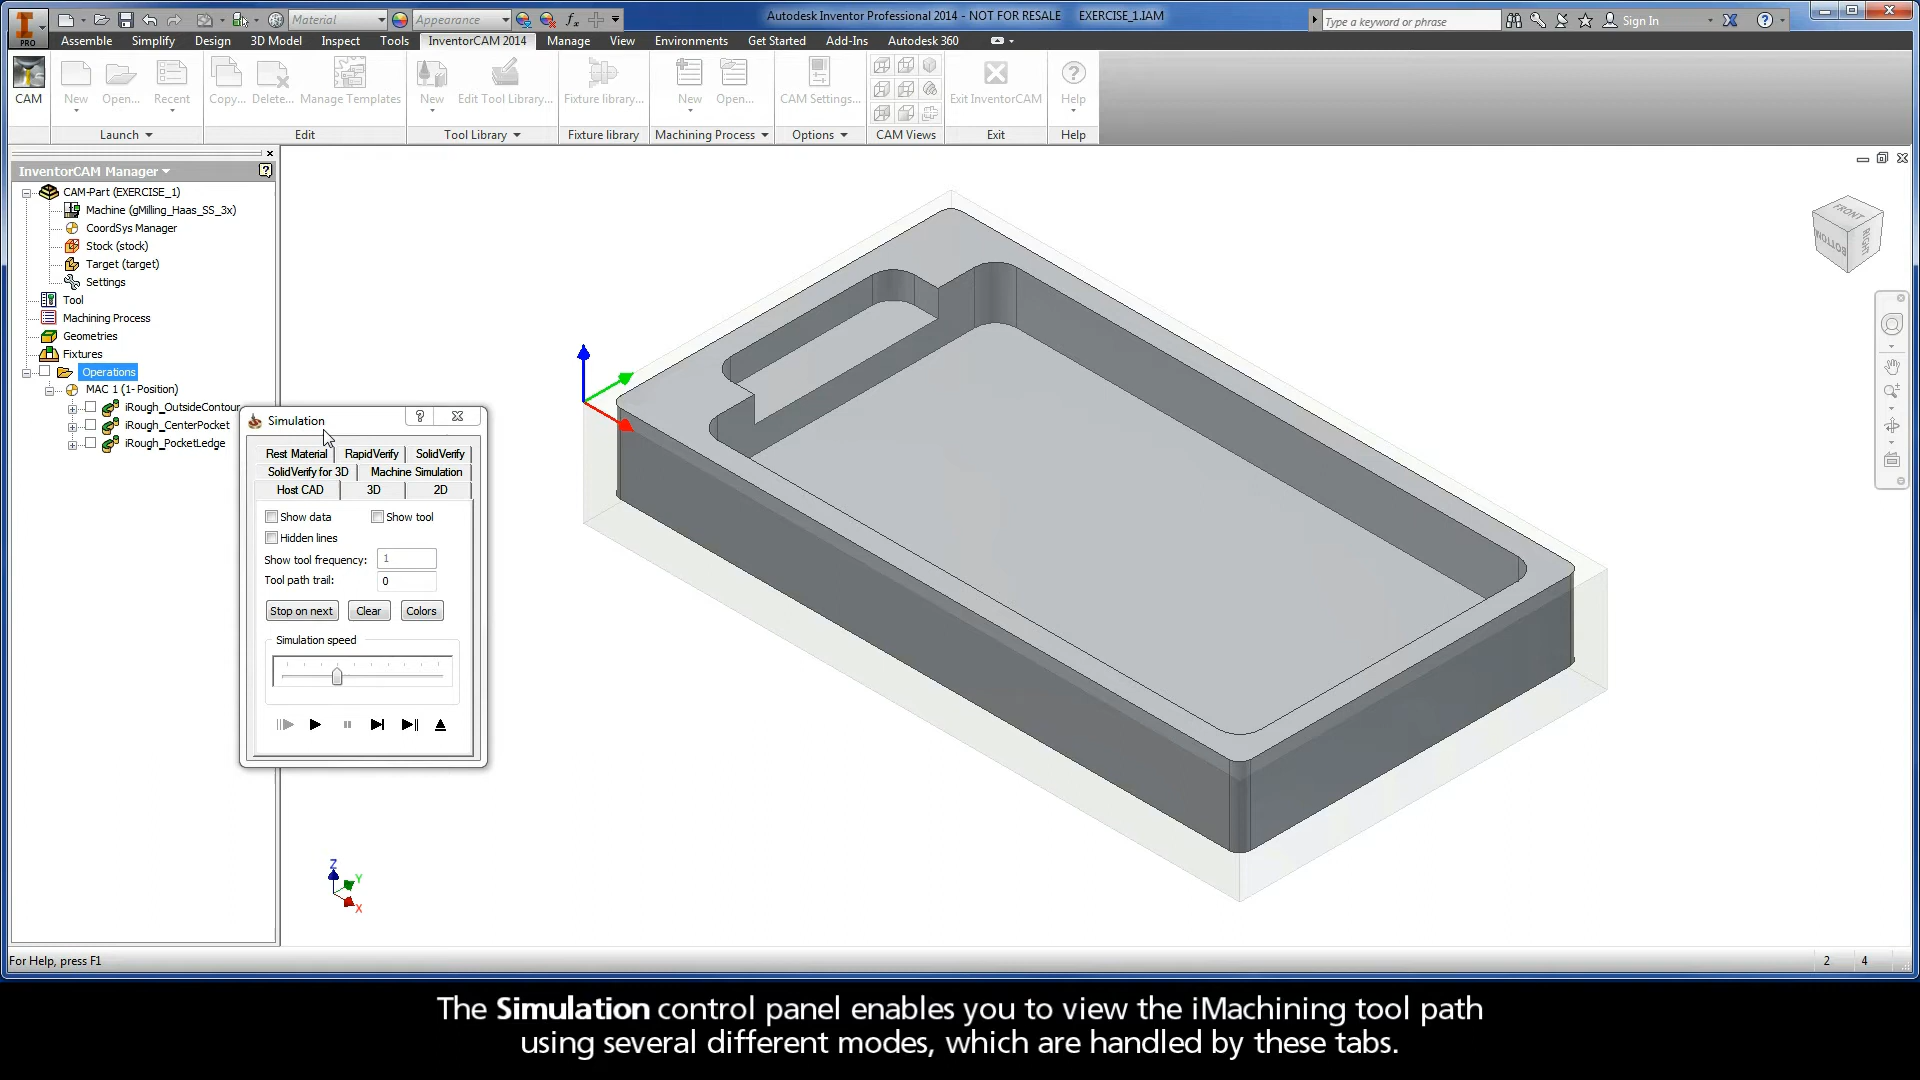 Autodesk Inventor Professional 2014 - NOT FOR RESALE EXERCISE_1.IAM
Material
Appearance
Type a keyword or phrase
Sign In
PRO
Assemble Simplify Design 3D Model Inspect Tools InventorCAM 2014 Manage View Environments Get Started Add-Ins Autodesk 360
CAM New Open... Recent Copy... Delete... Manage Templates New Edit Tool Library... Fixture library... New Open... CAM Settings... Exit InventorCAM Help
Launch Edit Tool Library Fixture library Machining Process Options CAM Views Exit Help
InventorCAM Manager
CAM-Part (EXERCISE_1)
Machine (gMilling_Haas_SS_3x)
CoordSys Manager
Stock (stock)
Target (target)
Settings
Tool
Machining Process
Geometries
Fixtures
Operations
MAC 1 (1- Position)
iRough_OutsideContour
iRough_CenterPocket
iRough_PocketLedge
Simulation
Rest Material RapidVerify SolidVerify
SolidVerify for 3D Machine Simulation
Host CAD 3D 2D
Show data Show tool
Hidden lines
Show tool frequency: 1
Tool path trail: 0
Stop on next Clear Colors
Simulation speed
FRONT
BOTTOM
RIGHT
Z
Y
X
For Help, press F1
2 4
The Simulation control panel enables you to view the iMachining tool path
using several different modes, which are handled by these tabs.